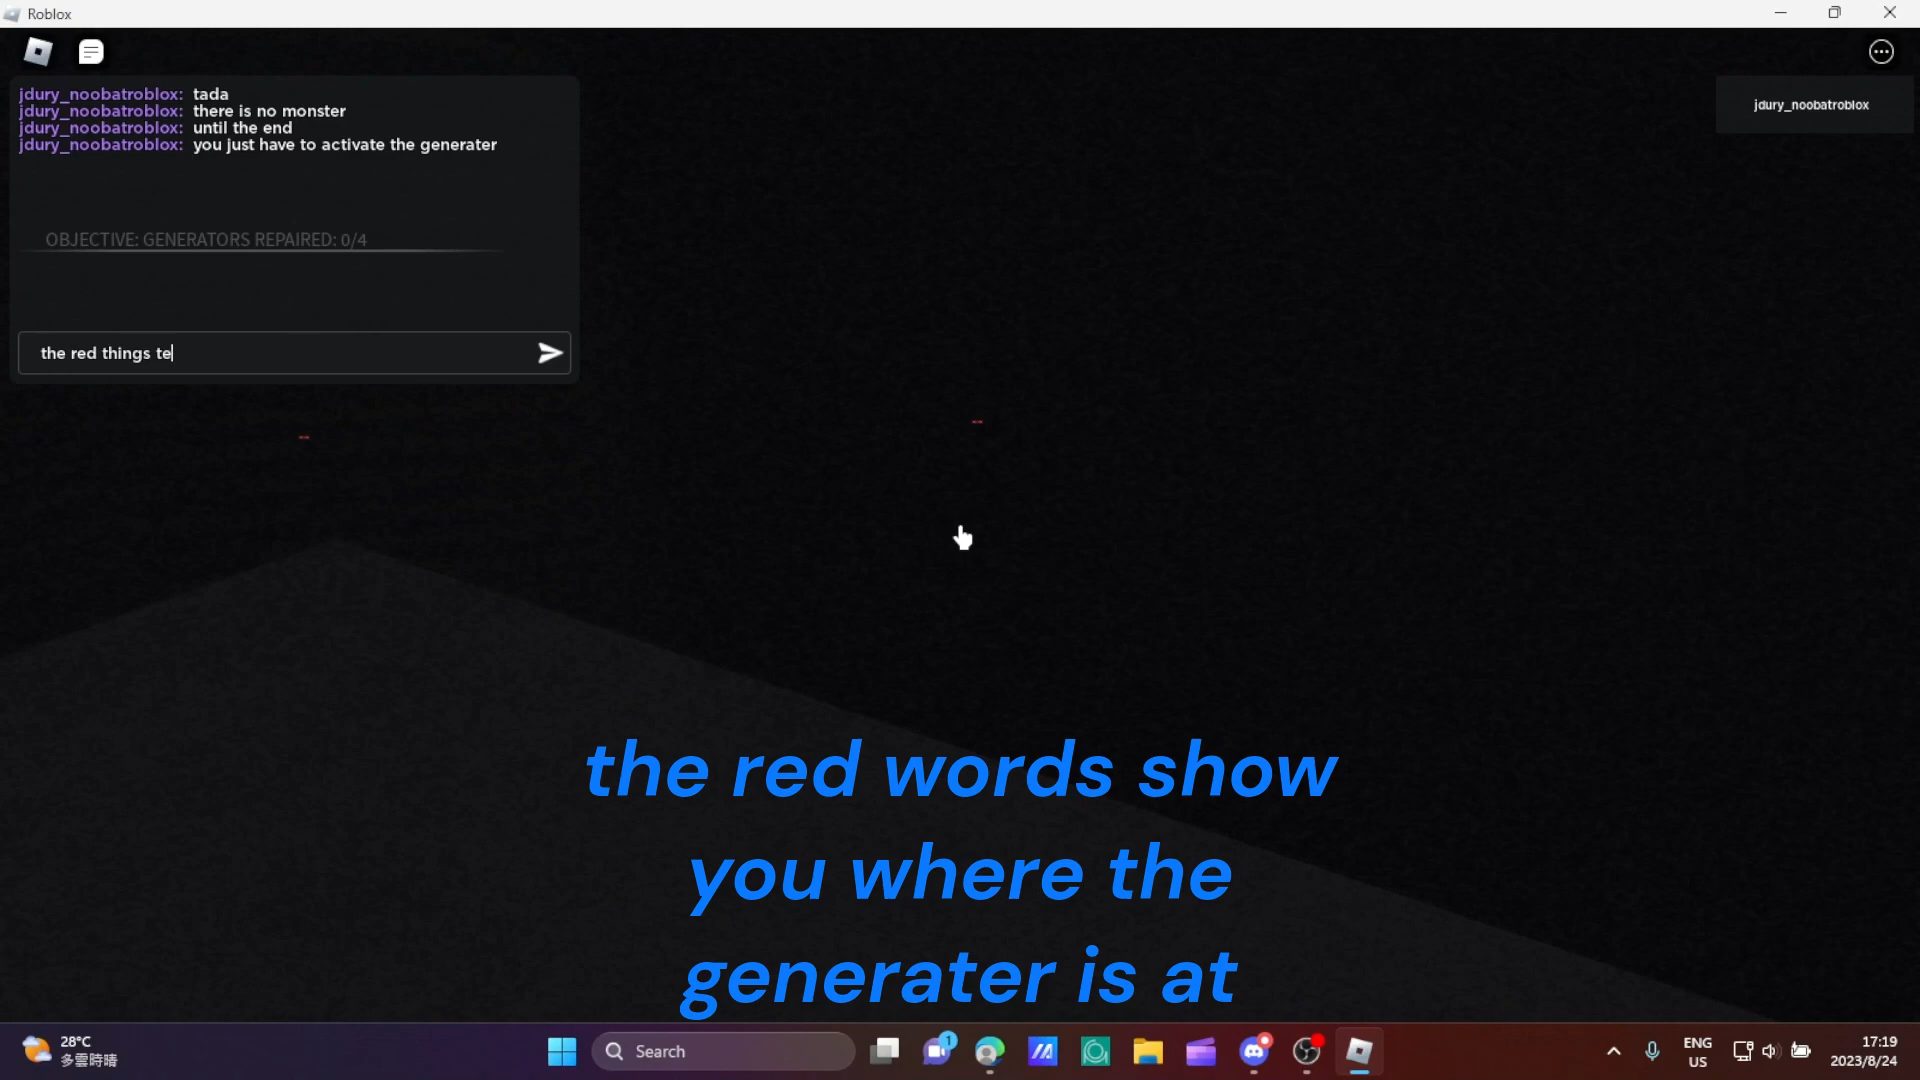 Roblox
jdury_noobatroblox: tada
jdury_noobatroblox: there is no monster
jdury_noobatroblox: until the end
jdury_noobatroblox: you just have to activate the generater
jdury_noobatroblox
OBJECTIVE: GENERATORS REPAIRED: 0/4
the red things te
the red words show
you where the
generater is at
28°C
多雲時晴
Search
1
ENG
US
17:19
2023/8/24